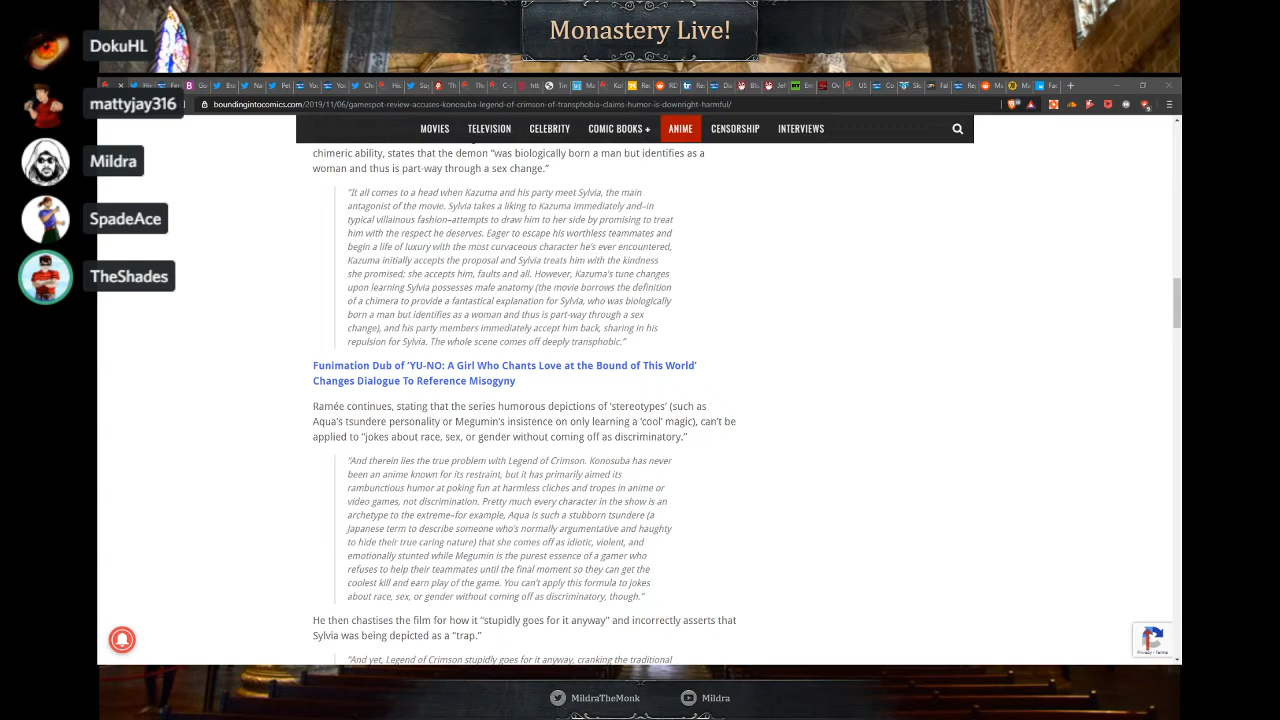 Monastery Live!
DokuHL
mattyjay316
Mildra
SpadeAce
TheShades
boundingintocomics.com/2019/11/06/gamespot-review-accuses-konosuba-legend-of-crimson-of-transphobia-claims-humor-is-downright-harmful/
MOVIES TELEVISION CELEBRITY COMIC BOOKS + ANIME CENSORSHIP INTERVIEWS
chimeric ability, states that the demon “was biologically born a man but identifies as a
woman and thus is part-way through a sex change.”
“It all comes to a head when Kazuma and his party meet Sylvia, the main
antagonist of the movie. Sylvia takes a liking to Kazuma immediately and–in
typical villainous fashion–attempts to draw him to her side by promising to treat
him with the respect he deserves. Eager to escape his worthless teammates and
begin a life of luxury with the most curvaceous character he's ever encountered,
Kazuma initially accepts the proposal and Sylvia treats him with the kindness
she promised; she accepts him, faults and all. However, Kazuma's tune changes
upon learning Sylvia possesses male anatomy (the movie borrows the definition
of a chimera to provide a fantastical explanation for Sylvia, who was biologically
born a man but identifies as a woman and thus is part-way through a sex
change), and his party members immediately accept him back, sharing in his
repulsion for Sylvia. The whole scene comes off deeply transphobic.”
Funimation Dub of ‘YU-NO: A Girl Who Chants Love at the Bound of This World’
Changes Dialogue To Reference Misogyny
Ramée continues, stating that the series humorous depictions of ‘stereotypes’ (such as
Aqua’s tsundere personality or Megumin’s insistence on only learning a ‘cool’ magic), can’t be
applied to “jokes about race, sex, or gender without coming off as discriminatory.”
“And therein lies the true problem with Legend of Crimson. Konosuba has never
been an anime known for its restraint, but it has primarily aimed its
rambunctious humor at poking fun at harmless cliches and tropes in anime or
video games, not discrimination. Pretty much every character in the show is an
archetype to the extreme–for example, Aqua is such a stubborn tsundere (a
Japanese term to describe someone who's normally argumentative and haughty
to hide their true caring nature) that she comes off as idiotic, violent, and
emotionally stunted while Megumin is the purest essence of a gamer who
refuses to help their teammates until the final moment so they can get the
coolest kill and earn play of the game. You can't apply this formula to jokes
about race, sex, or gender without coming off as discriminatory, though.”
He then chastises the film for how it “stupidly goes for it anyway” and incorrectly asserts that
Sylvia was being depicted as a “trap.”
“And yet, Legend of Crimson stupidly goes for it anyway, cranking the traditional
Privacy - Terms
MildraTheMonk
Mildra